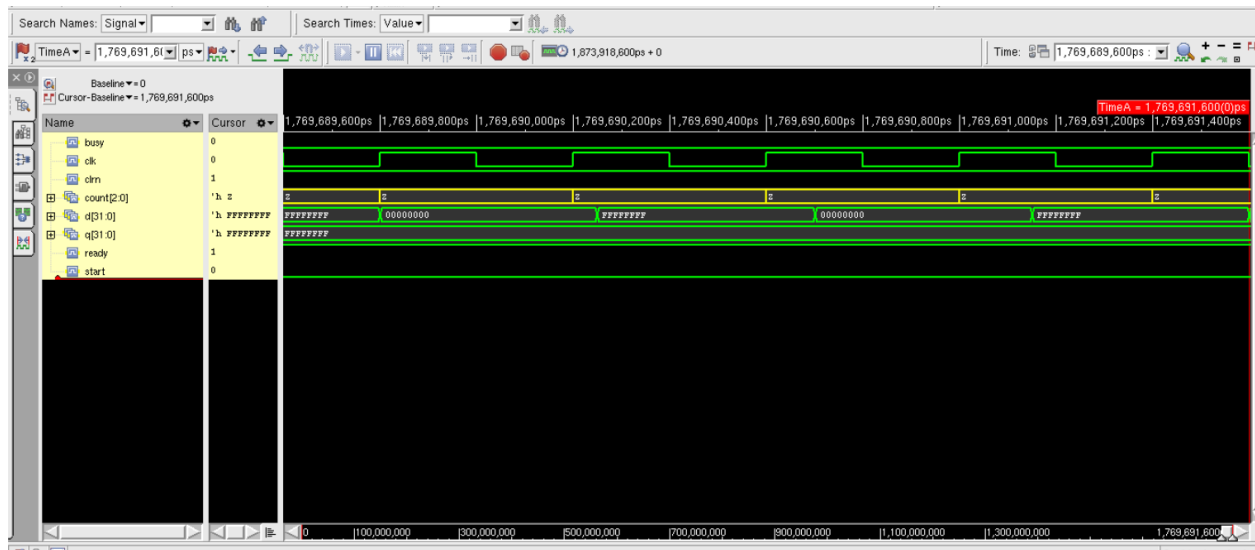 Search Names: Signal Search Times: Value
TimeA = 1,769,691,6( ps 1,873,918,600ps + 0 Time: 1,769,689,600ps :
x2
Baseline = 0
Cursor-Baseline = 1,769,691,600ps
TimeA = 1,769,691,600(0)ps
Name Cursor 1,769,689,600ps 1,769,689,800ps 1,769,690,000ps 1,769,690,200ps 1,769,690,400ps 1,769,690,600ps 1,769,690,800ps 1,769,691,000ps 1,769,691,200ps 1,769,691,400ps
busy 0
clk 0
clrn 1
count[2:0] 'h Z z z z z z z
d[31:0] 'h FFFFFFFF FFFFFFFF 00000000 FFFFFFFF 00000000 FFFFFFFF
q[31:0] 'h FFFFFFFF FFFFFFFF
ready 1
start 0
0 100,000,000 300,000,000 500,000,000 700,000,000 900,000,000 1,100,000,000 1,300,000,000 1,769,691,600